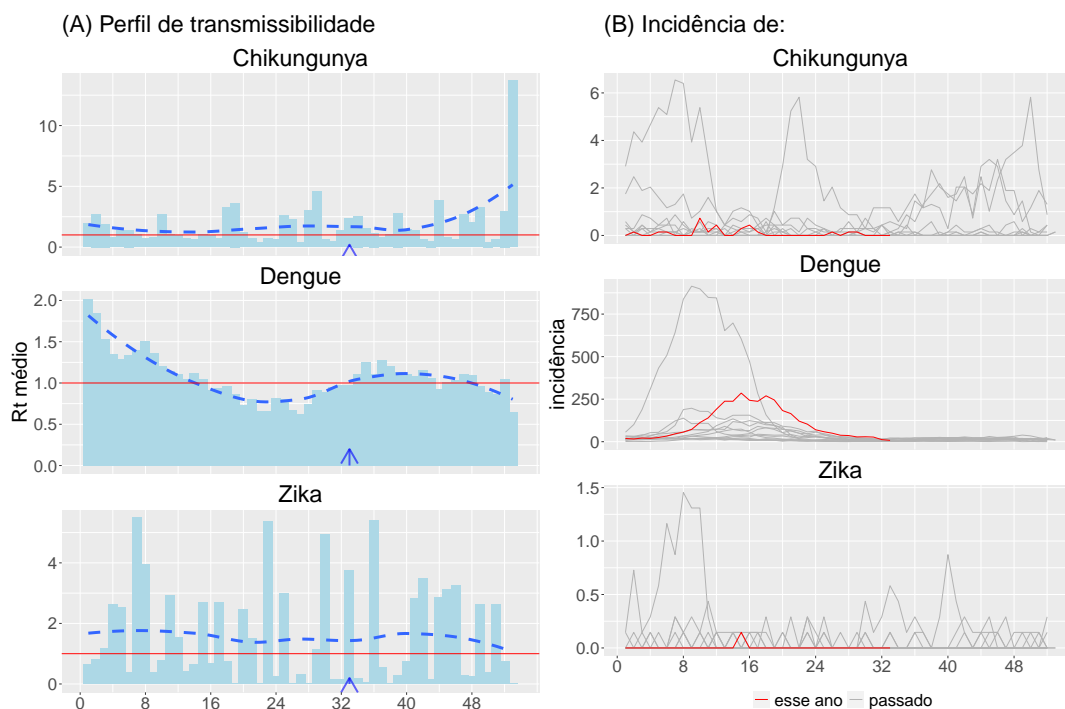 (A) Perfil de transmissibilidade
Chikungunya
10
5
0
Dengue
2.0
1.5
1.0
0.5
0.0
Rt médio
Zika
4
2
0
0 8 16 24 32 40 48
(B) Incidência de:
Chikungunya
6
4
2
0
Dengue
750
500
250
0
incidência
Zika
1.5
1.0
0.5
0.0
0 8 16 24 32 40 48
esse ano passado